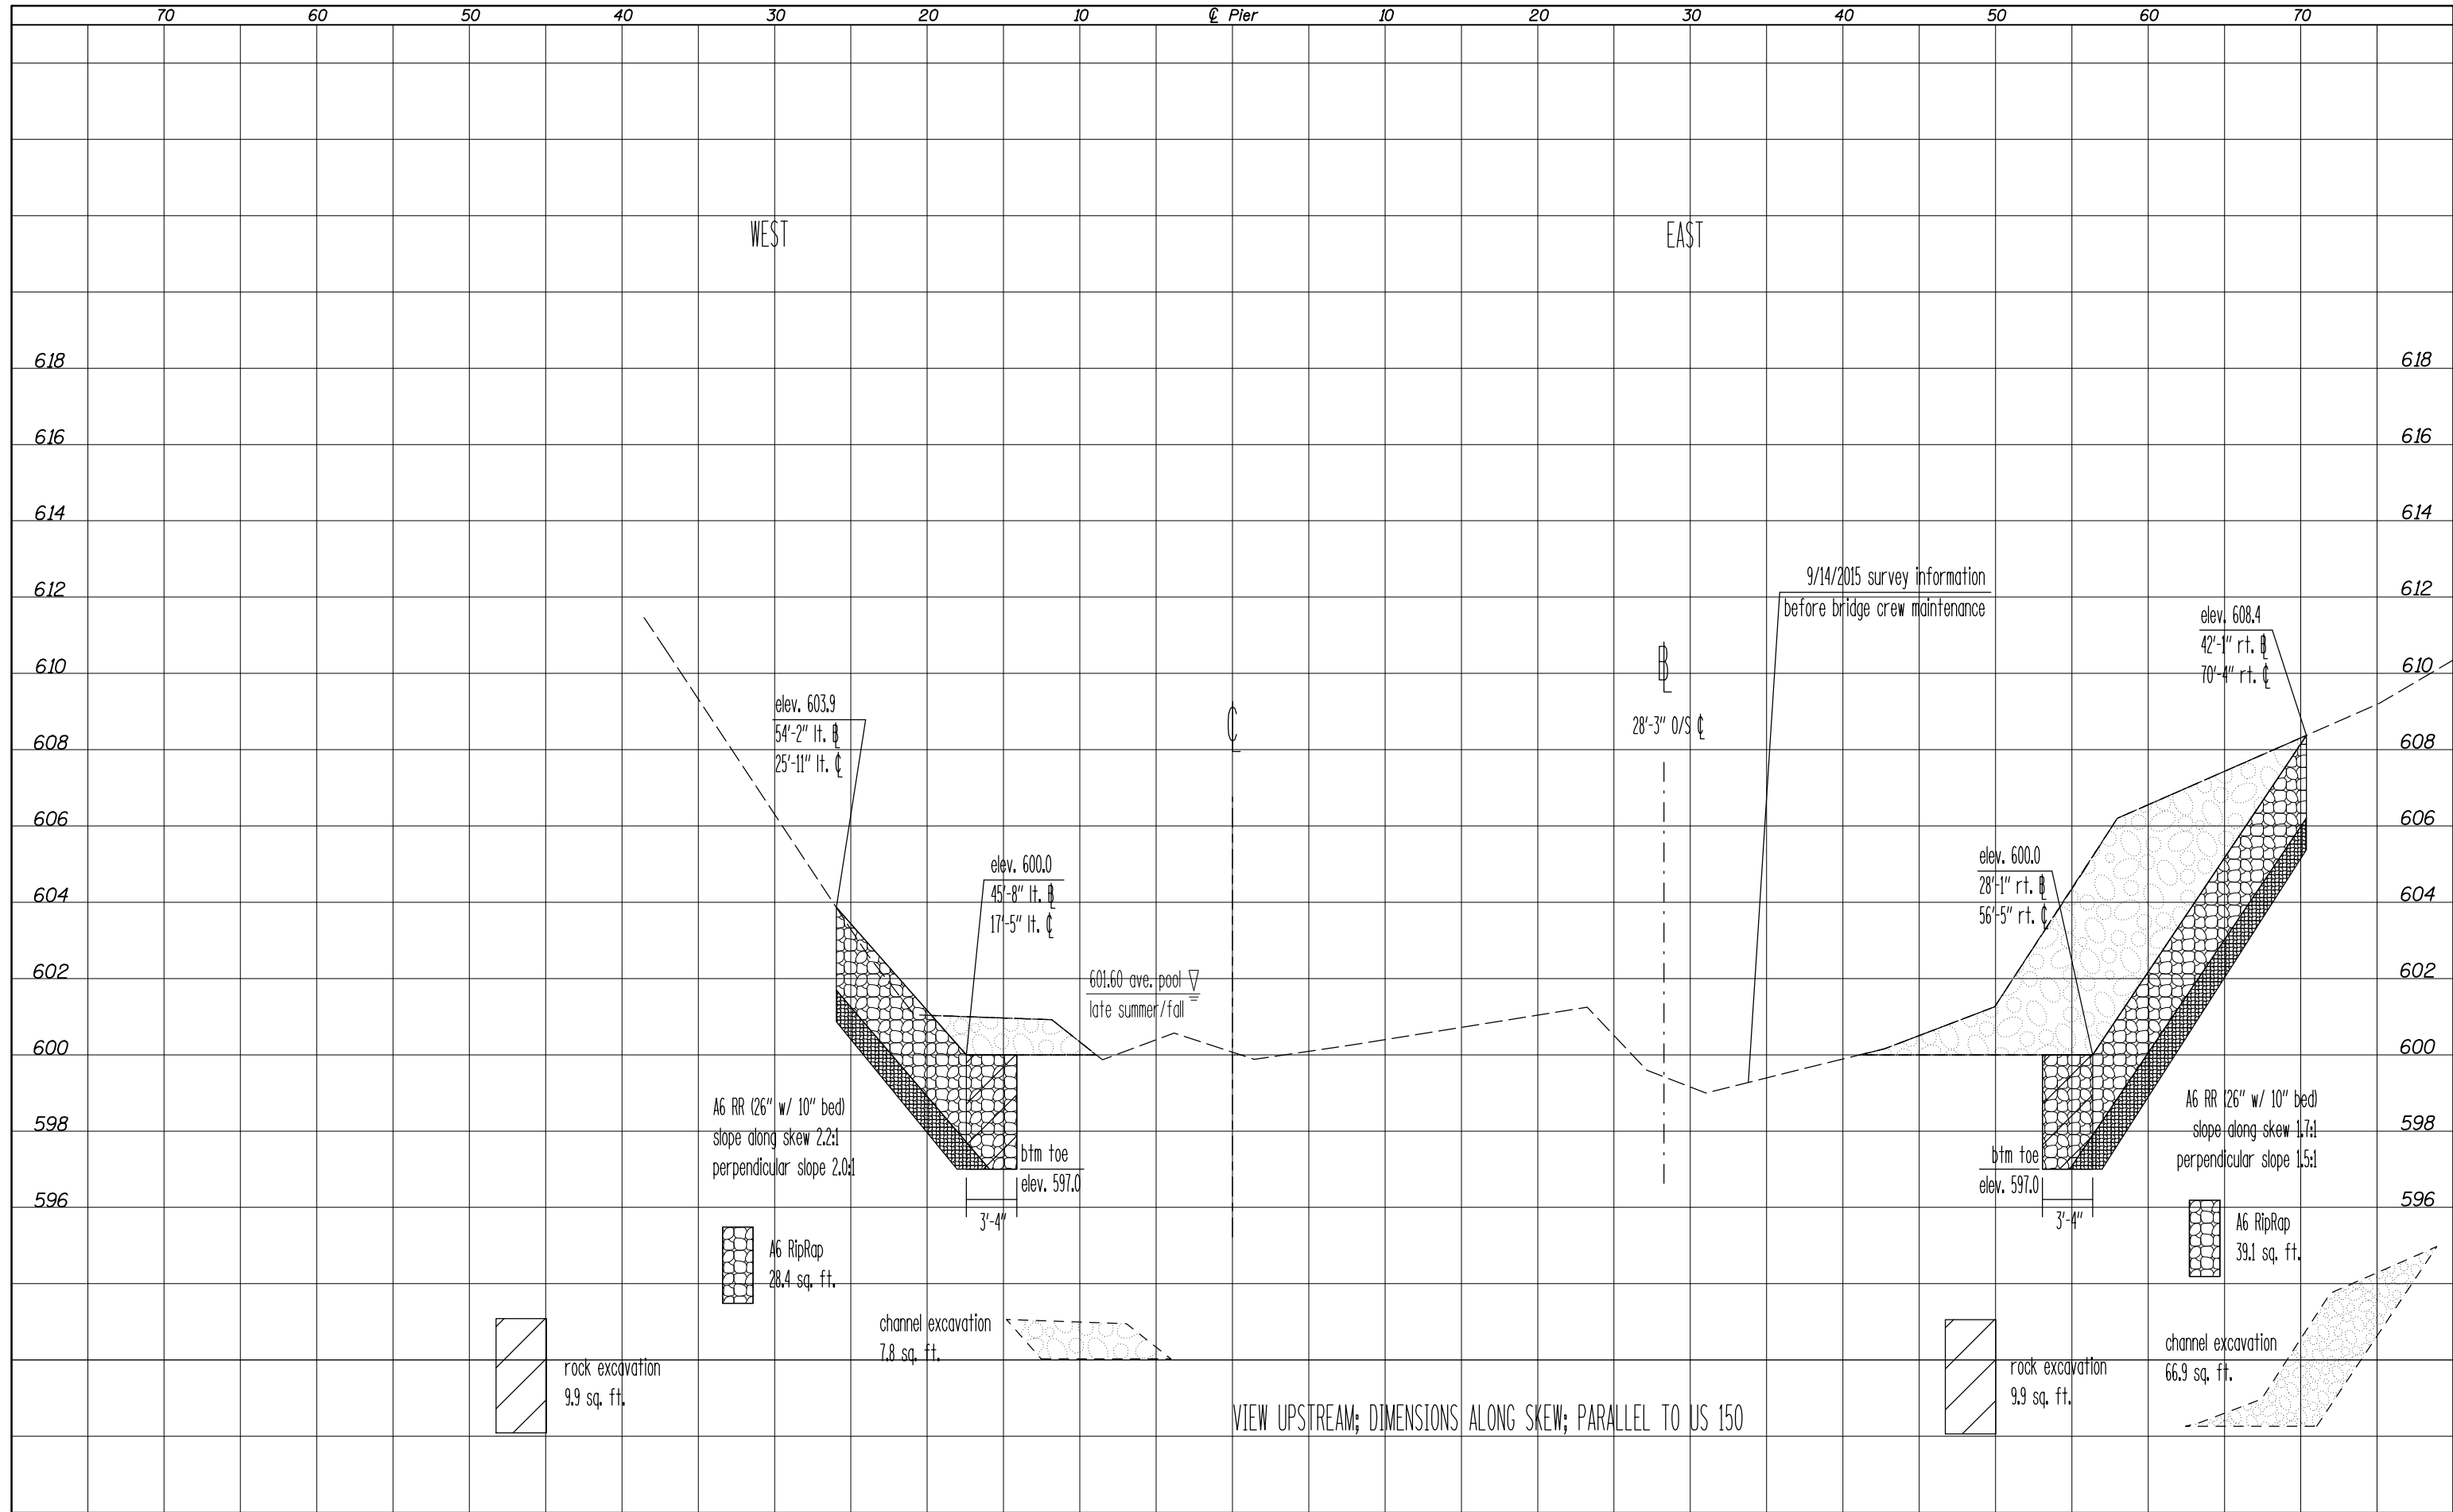 70 60 50 40 30 20 10 ℄ Pier 10 20 30 40 50 60 70
WEST
EAST
618 618
616 616
614 614
612 612
610 610
608 608
606 606
604 604
602 602
600 600
598 598
596 596
9/14/2015 survey information
before bridge crew maintenance
elev. 608.4
42'-1" rt. BL
70'-4" rt. ℄
BL
28'-3" O/S ℄
℄
elev. 603.9
54'-2" lt. BL
25'-11" lt. ℄
elev. 600.0
45'-8" lt. BL
17'-5" lt. ℄
elev. 600.0
28'-1" rt. BL
56'-5" rt. ℄
601.60 ave. pool
late summer/fall
A6 RR (26" w/ 10" bed)
slope along skew 2.2:1
perpendicular slope 2.0:1
btm toe
elev. 597.0
3'-4"
A6 RR (26" w/ 10" bed)
slope along skew 1.7:1
perpendicular slope 1.5:1
btm toe
elev. 597.0
3'-4"
A6 RipRap
28.4 sq. ft.
A6 RipRap
39.1 sq. ft.
channel excavation
7.8 sq. ft.
channel excavation
66.9 sq. ft.
rock excavation
9.9 sq. ft.
rock excavation
9.9 sq. ft.
VIEW UPSTREAM; DIMENSIONS ALONG SKEW; PARALLEL TO US 150